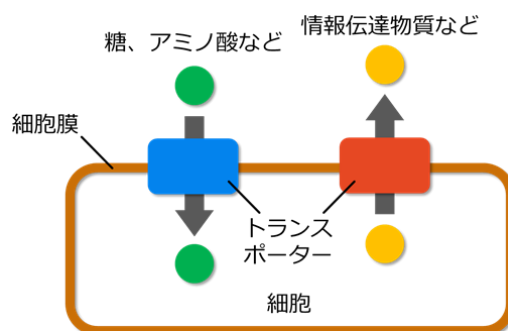 糖、アミノ酸など
情報伝達物質など
細胞膜
トランス
ポーター
細胞